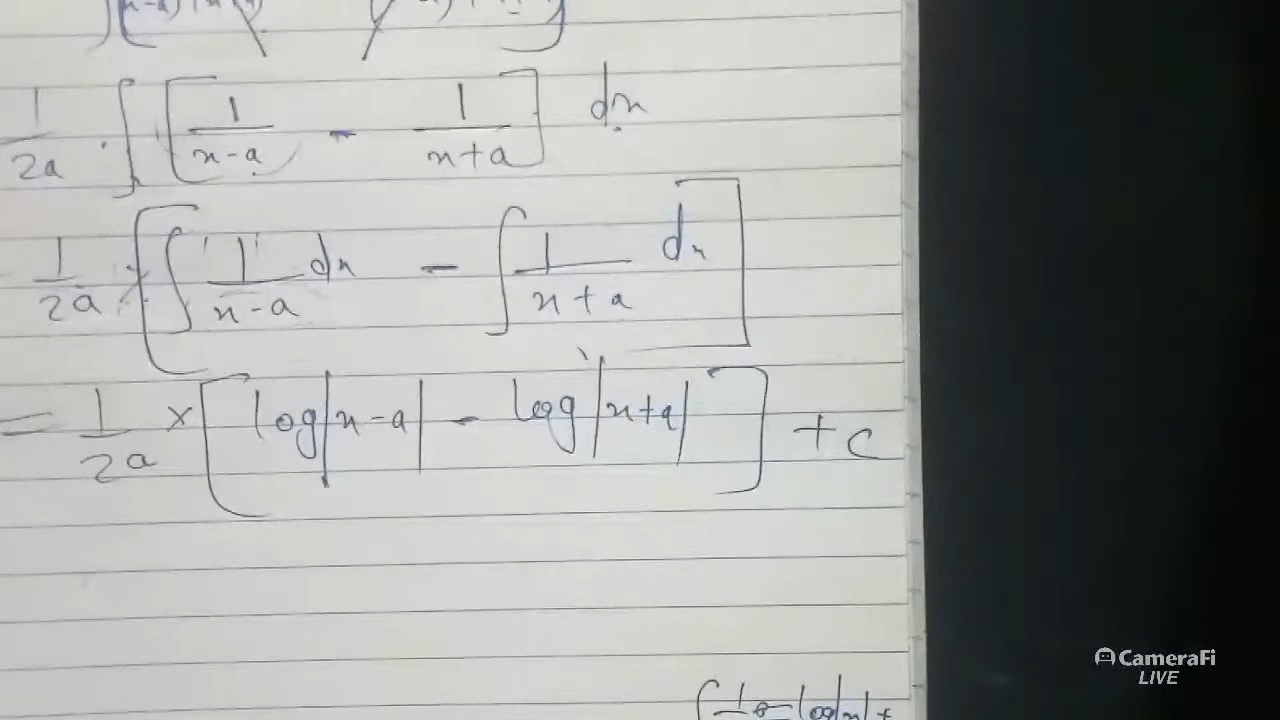 1/2a · ∫ [ 1/(x-a) - 1/(x+a) ] dx
1/2a × [ ∫ 1/(x-a) dx - ∫ 1/(x+a) dx ]
= 1/2a × [ log|x-a| - log|x+a| ] + c
CameraFi
LIVE